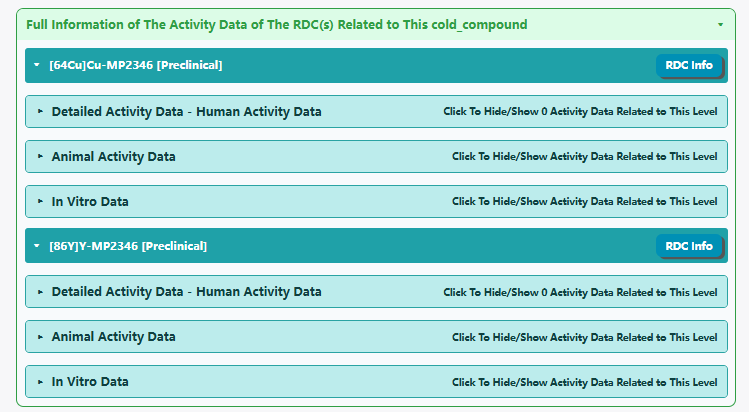 Full Information of The Activity Data of The RDC(s) Related to This cold_compound
[64Cu]Cu-MP2346 [Preclinical] RDC Info
Detailed Activity Data - Human Activity Data Click To Hide/Show 0 Activity Data Related to This Level
Animal Activity Data Click To Hide/Show Activity Data Related to This Level
In Vitro Data Click To Hide/Show Activity Data Related to This Level
[86Y]Y-MP2346 [Preclinical] RDC Info
Detailed Activity Data - Human Activity Data Click To Hide/Show 0 Activity Data Related to This Level
Animal Activity Data Click To Hide/Show Activity Data Related to This Level
In Vitro Data Click To Hide/Show Activity Data Related to This Level